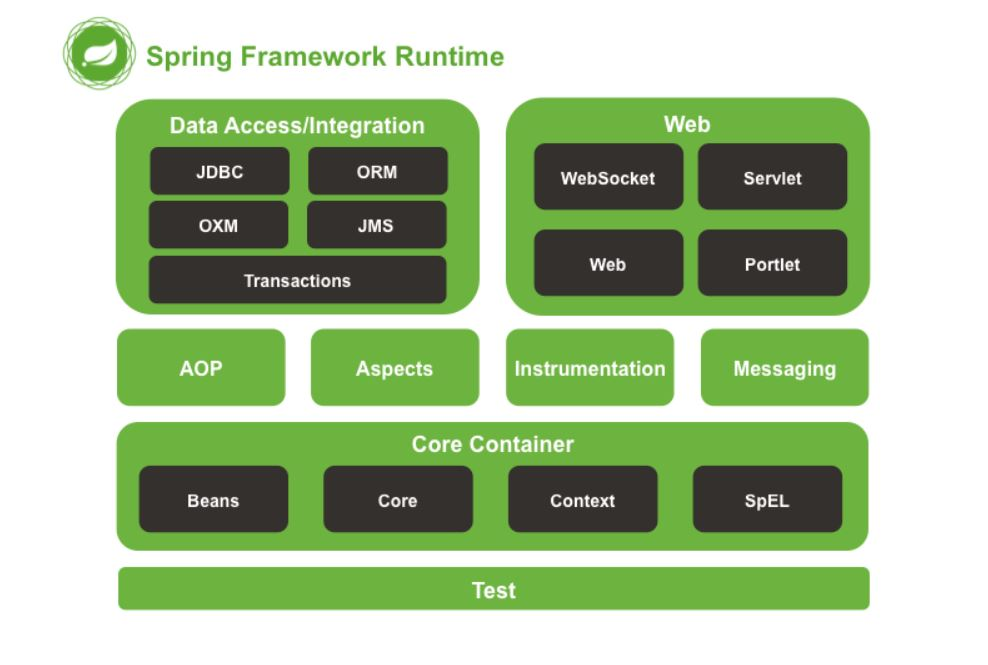 Spring Framework Runtime
Data Access/Integration
JDBC
ORM
OXM
JMS
Transactions
Web
WebSocket
Servlet
Web
Portlet
AOP
Aspects
Instrumentation
Messaging
Core Container
Beans
Core
Context
SpEL
Test